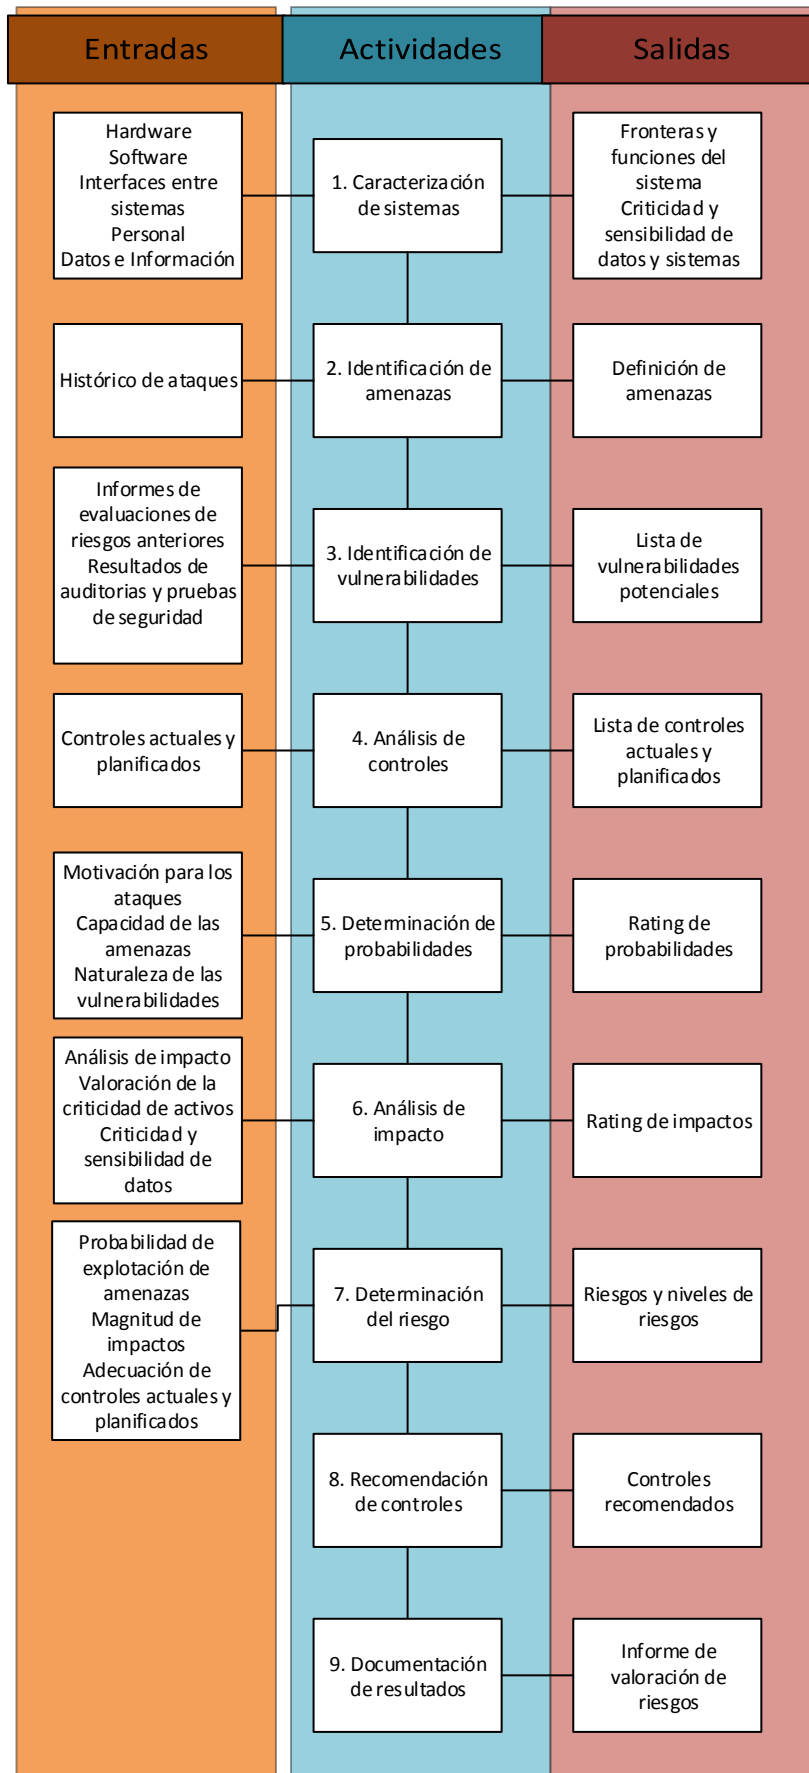 Entradas
Actividades
Salidas
Hardware
Software
Interfaces entre
sistemas
Personal
Datos e Información
1. Caracterización
de sistemas
Fronteras y
funciones del
sistema
Criticidad y
sensibilidad de
datos y sistemas
Histórico de ataques
2. Identificación de
amenazas
Definición de
amenazas
Informes de
evaluaciones de
riesgos anteriores
Resultados de
auditorias y pruebas
de seguridad
3. Identificación de
vulnerabilidades
Lista de
vulnerabilidades
potenciales
Controles actuales y
planificados
4. Análisis de
controles
Lista de controles
actuales y
planificados
Motivación para los
ataques
Capacidad de las
amenazas
Naturaleza de las
vulnerabilidades
5. Determinación de
probabilidades
Rating de
probabilidades
Análisis de impacto
Valoración de la
criticidad de activos
Criticidad y
sensibilidad de
datos
6. Análisis de
impacto
Rating de impactos
Probabilidad de
explotación de
amenazas
Magnitud de
impactos
Adecuación de
controles actuales y
planificados
7. Determinación
del riesgo
Riesgos y niveles de
riesgos
8. Recomendación
de controles
Controles
recomendados
9. Documentación
de resultados
Informe de
valoración de
riesgos